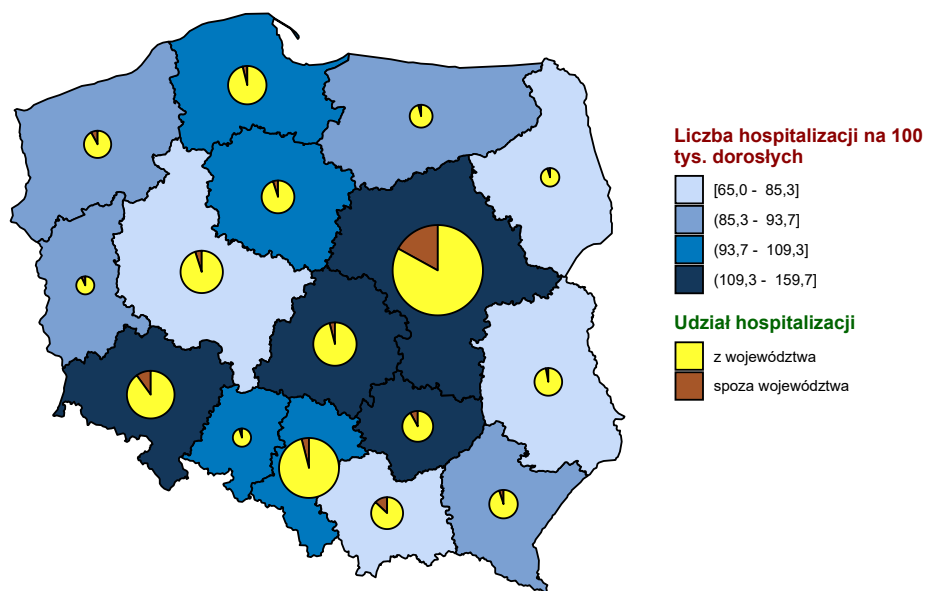 Liczba hospitalizacji na 100
tys. dorosłych
[65,0 - 85,3]
(85,3 - 93,7]
(93,7 - 109,3]
(109,3 - 159,7]
Udział hospitalizacji
z województwa
spoza województwa